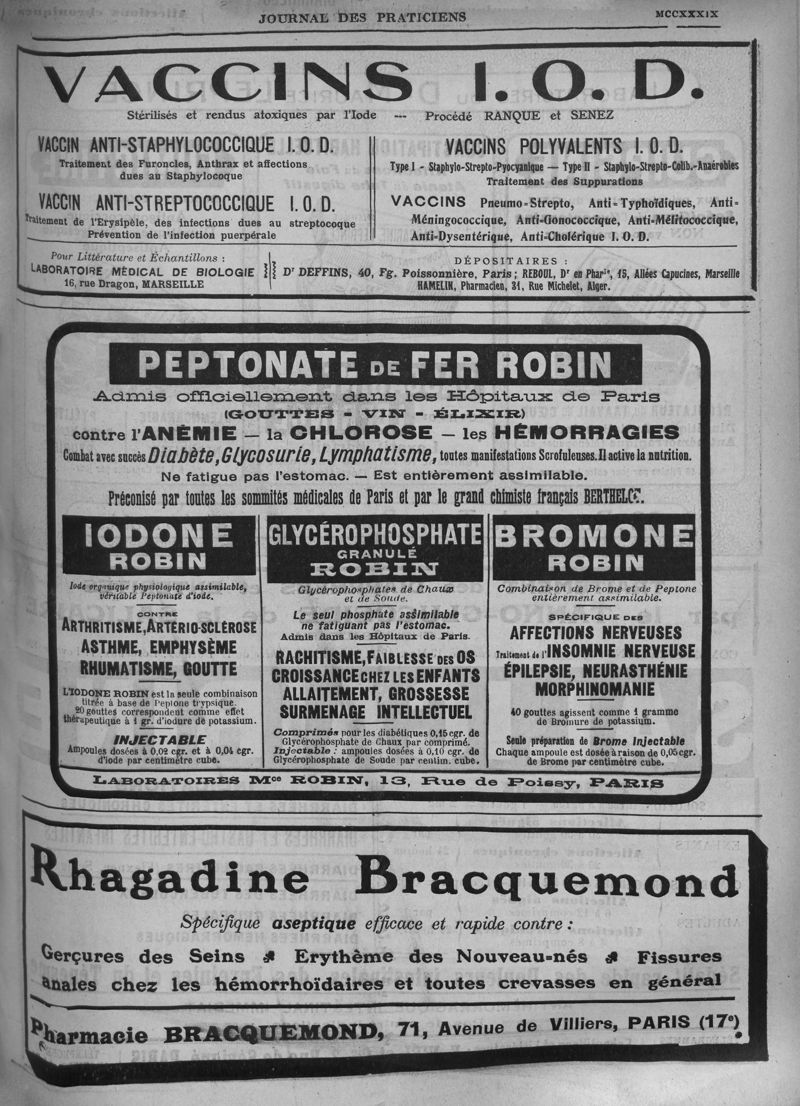 JOURNAL DES PRATICIENS
MCCXXXIX
VACCINS I.O.D.
Stérilisés et rendus atoxiques par l'Iode --- Procédé RANQUE et SENEZ
VACCIN ANTI-STAPHYLOCOCCIQUE I.O.D.
Traitement des Furoncles, Anthrax et affections
dues au Staphylocoque
VACCIN ANTI-STREPTOCOCCIQUE I.O.D.
Traitement de l'Erysipèle, des infections dues au streptocoque
Prévention de l'infection puerpérale
VACCINS POLYVALENTS I.O.D.
Type I - Staphylo-Strepto-Pyocyanique — Type II - Staphylo-Strepto-Colib.-Anaérobies
Traitement des Suppurations
VACCINS Pneumo-Strepto, Anti-Typhoïdiques, Anti-
Méningococcique, Anti-Gonococcique, Anti-Mélitococcique,
Anti-Dysentérique, Anti-Cholérique I.O.D.
Pour Littérature et Échantillons :
LABORATOIRE MÉDICAL DE BIOLOGIE
16, rue Dragon, MARSEILLE
DÉPOSITAIRES :
Dr DEFFINS, 40, Fg. Poissonnière, Paris; REBOUL, Dr en Pharie, 15, Allées Capucines, Marseille
HAMELIN, Pharmacien, 31, Rue Michelet, Alger.
PEPTONATE DE FER ROBIN
Admis officiellement dans les Hôpitaux de Paris
(GOUTTES - VIN - ÉLIXIR)
contre l'ANÉMIE — la CHLOROSE — les HÉMORRAGIES
Combat avec succès Diabète, Glycosurie, Lymphatisme, toutes manifestations Scrofuleuses. Il active la nutrition.
Ne fatigue pas l'estomac. — Est entièrement assimilable.
Préconisé par toutes les sommités médicales de Paris et par le grand chimiste français BERTHELOT.
IODONE
ROBIN
Iode organique physiologique assimilable,
véritable Peptonate d'iode.
CONTRE
ARTHRITISME, ARTÉRIO-SCLÉROSE
ASTHME, EMPHYSÈME
RHUMATISME, GOUTTE
L'IODONE ROBIN est la seule combinaison
titrée à base de Peptone trypsique.
20 gouttes correspondent comme effet
thérapeutique à 1 gr. d'iodure de potassium.
INJECTABLE
Ampoules dosées à 0,02 cgr. et à 0,04 cgr.
d'iode par centimètre cube.
GLYCÉROPHOSPHATE
GRANULÉ
ROBIN
Glycérophosphates de Chaux
et de Soude.
Le seul phosphate assimilable
ne fatiguant pas l'estomac.
Admis dans les Hôpitaux de Paris.
RACHITISME, FAIBLESSE DES OS
CROISSANCE CHEZ LES ENFANTS
ALLAITEMENT, GROSSESSE
SURMENAGE INTELLECTUEL
Comprimés pour les diabétiques 0,15 cgr. de
Glycérophosphate de Chaux par comprimé.
Injectable : ampoules dosées à 0,10 cgr. de
Glycérophosphate de Soude par centim. cube.
BROMONE
ROBIN
Combinaison de Brome et de Peptone
entièrement assimilable.
SPÉCIFIQUE DES
AFFECTIONS NERVEUSES
Traitement de l'INSOMNIE NERVEUSE
ÉPILEPSIE, NEURASTHÉNIE
MORPHINOMANIE
40 gouttes agissent comme 1 gramme
de Bromure de potassium.
Seule préparation de Brome Injectable
Chaque ampoule est dosée à raison de 0,05 cgr.
de Brome par centimètre cube.
LABORATOIRES Mce ROBIN, 13, Rue de Poissy, PARIS
Rhagadine Bracquemond
Spécifique aseptique efficace et rapide contre :
Gerçures des Seins Erythème des Nouveau-nés Fissures
anales chez les hémorrhoïdaires et toutes crevasses en général
Pharmacie BRACQUEMOND, 71, Avenue de Villiers, PARIS (17e)